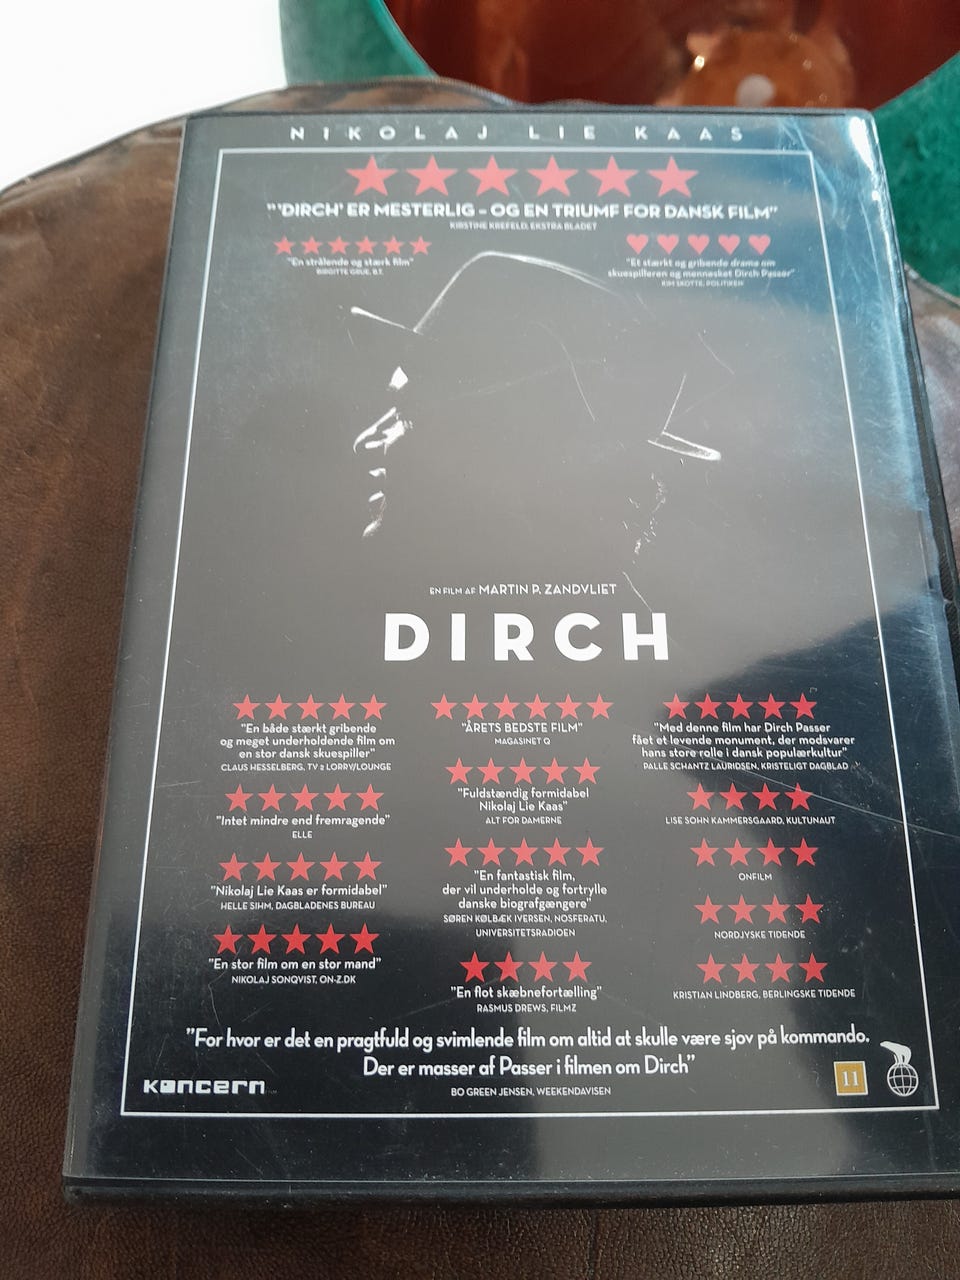 NIKOLAJ LIE KAAS
"'DIRCH' ER MESTERLIG – OG EN TRIUMF FOR DANSK FILM"
KIRSTINE KREFELD, EKSTRA BLADET
"En strålende og stærk film"
BIRGITTE GRUE, B.T.
"Et stærkt og gribende drama om
skuespilleren og mennesket Dirch Passer"
KIM SKOTTE, POLITIKEN
EN FILM AF MARTIN P. ZANDVLIET
DIRCH
"En både stærkt gribende
og meget underholdende film om
en stor dansk skuespiller"
CLAUS HESSELBERG, TV 2 LORRY/LOUNGE
"Intet mindre end fremragende"
ELLE
"Nikolaj Lie Kaas er formidabel"
HELLE SIHM, DAGBLADENES BUREAU
"En stor film om en stor mand"
NIKOLAJ SONQVIST, ON-Z.DK
"ÅRETS BEDSTE FILM"
MAGASINET Q
"Fuldstændig formidabel
Nikolaj Lie Kaas"
ALT FOR DAMERNE
"En fantastisk film,
der vil underholde og fortrylle
danske biografgængere"
SØREN KØLBÆK IVERSEN, NOSFERATU,
UNIVERSITETSRADIOEN
"En flot skæbnefortælling"
RASMUS DREWS, FILMZ
"Med denne film har Dirch Passer
fået et levende monument, der modsvarer
hans store rolle i dansk populærkultur"
PALLE SCHANTZ LAURIDSEN, KRISTELIGT DAGBLAD
LISE SOHN KAMMERSGAARD, KULTUNAUT
ONFILM
NORDJYSKE TIDENDE
KRISTIAN LINDBERG, BERLINGSKE TIDENDE
"For hvor er det en pragtfuld og svimlende film om altid at skulle være sjov på kommando.
Der er masser af Passer i filmen om Dirch"
BO GREEN JENSEN, WEEKENDAVISEN
KONCERN
11